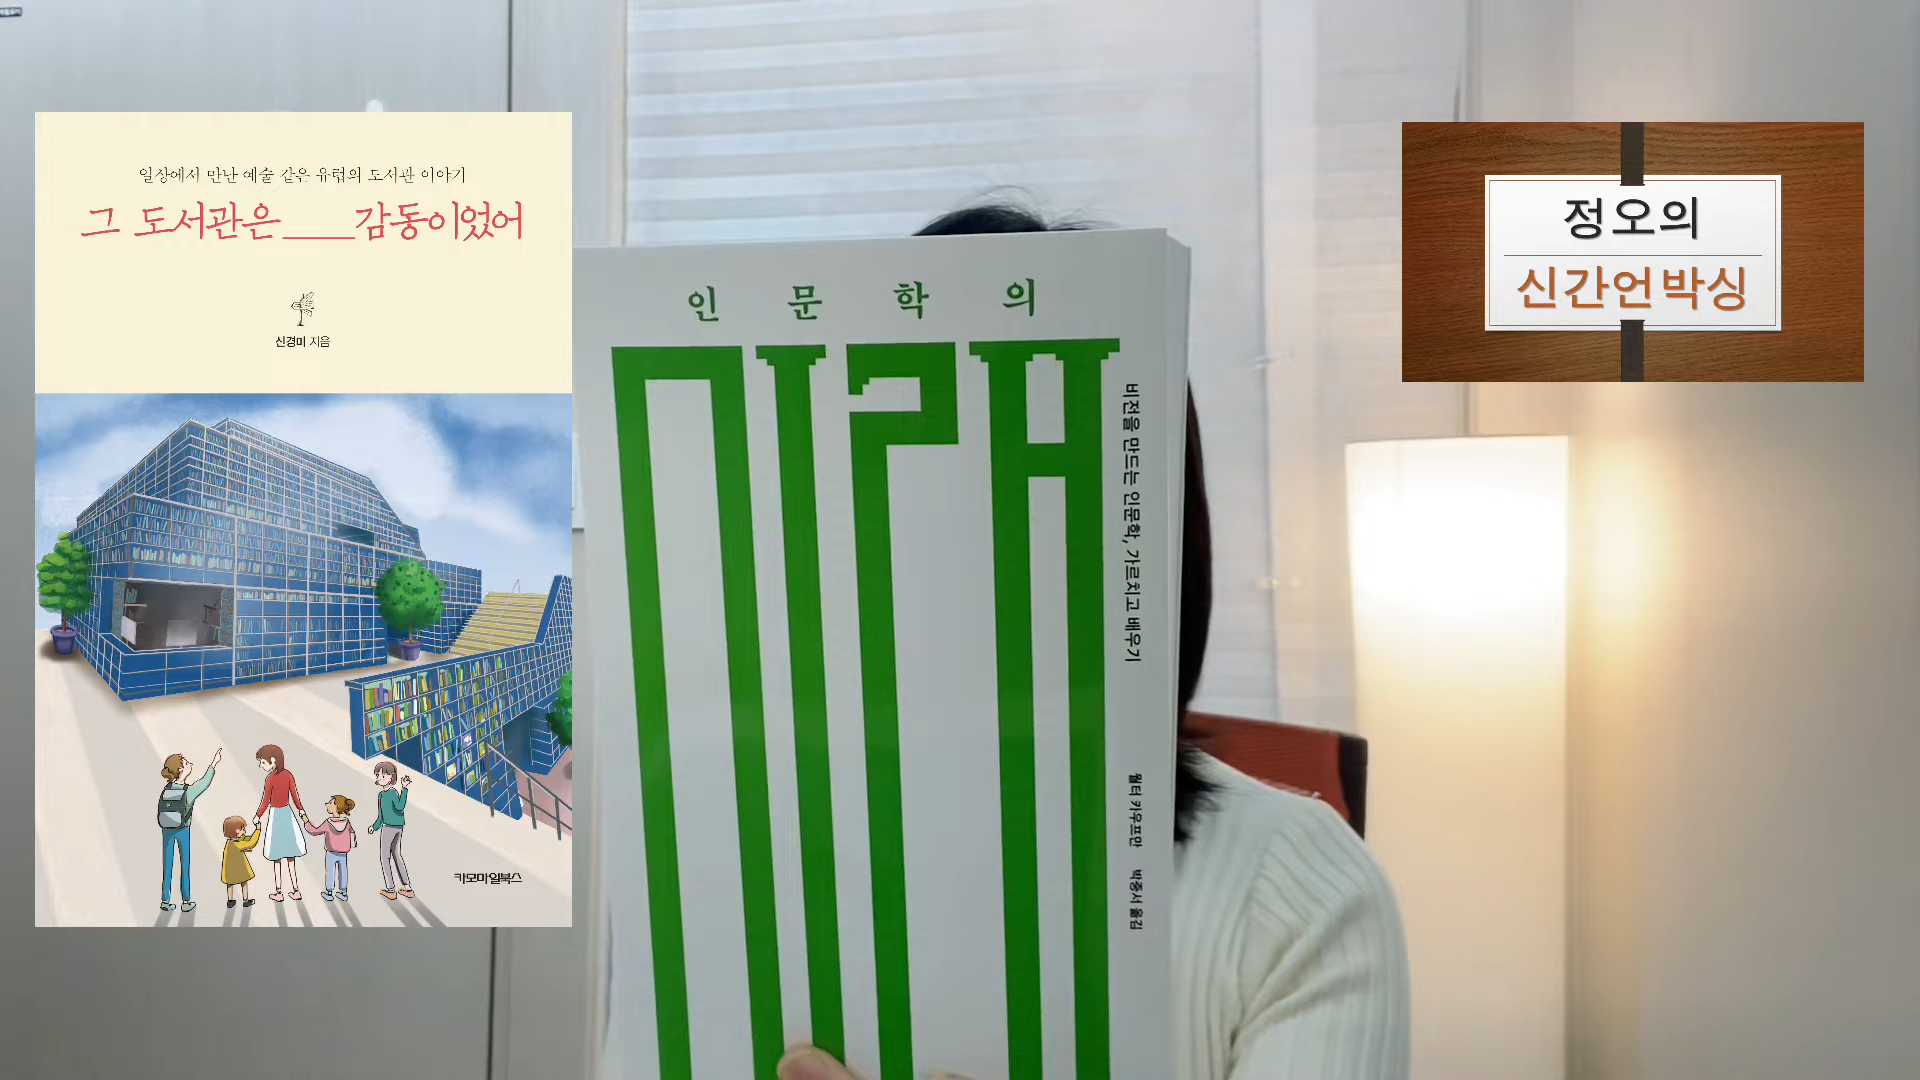 일상에서 만난 예술 같은 유럽의 도서관 이야기
그 도서관은____감동이었어
신경미 지음
카모마일북스
인문학의
미래
비전을 만드는 인문학, 가르치고 배우기
월터 카우프만 박중서 옮김
정오의
신간언박싱